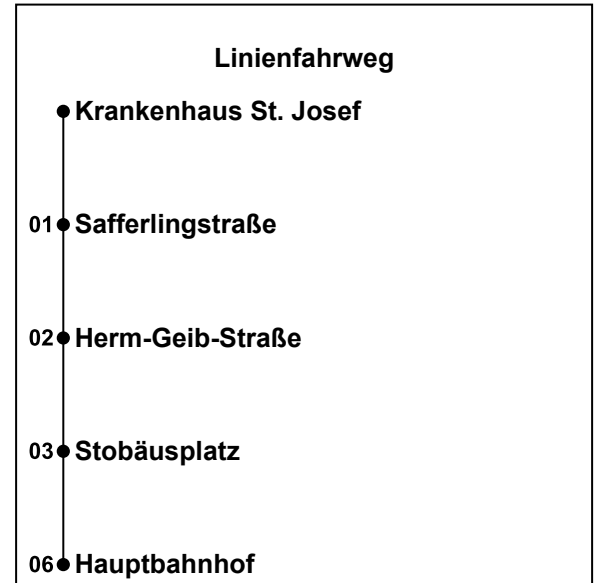 Linienfahrweg
Krankenhaus St. Josef
01 Safferlingstraße
02 Herm-Geib-Straße
03 Stobäusplatz
06 Hauptbahnhof